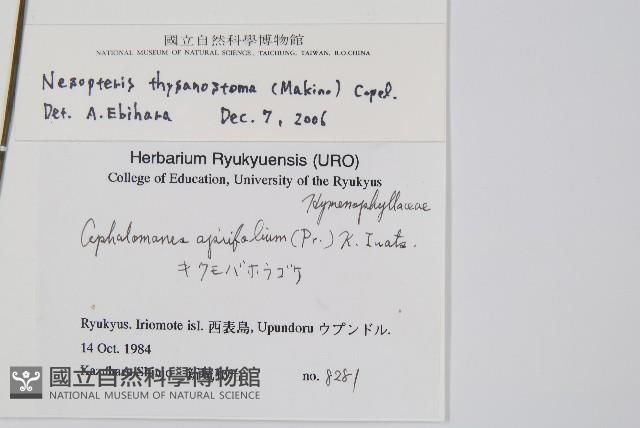 國立自然科學博物館
NATIONAL MUSEUM OF NATURAL SCIENCE, TAICHUNG, TAIWAN, R.O.CHINA
Nesopteris thysanostoma (Makino) Copel.
Det. A. Ebihara Dec. 7, 2006
Herbarium Ryukyuensis (URO)
College of Education, University of the Ryukyus
Hymenophyllaceae
Cephalomanes apiifolium (Pr.) K. Iwats.
キクモバホラゴケ
Ryukyus. Iriomote isl. 西表島, Upundoru ウプンドル.
14 Oct. 1984
no. 8281
國立自然科學博物館
NATIONAL MUSEUM OF NATURAL SCIENCE